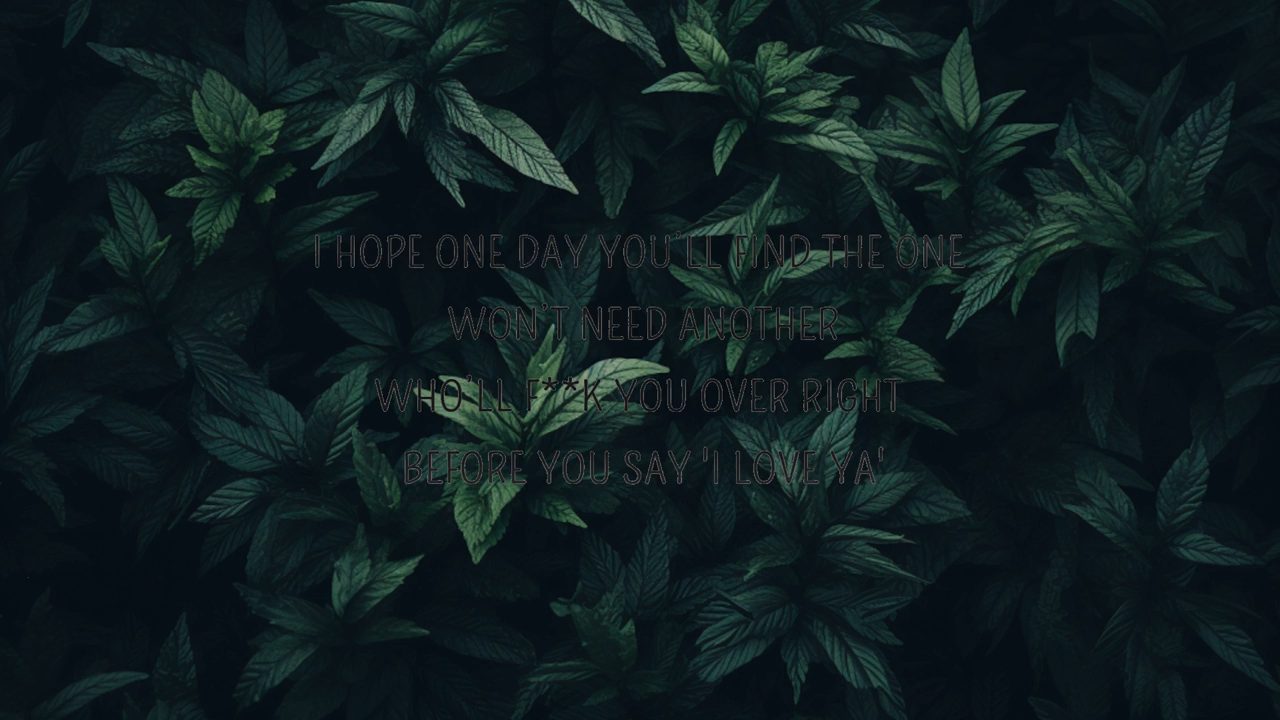 I HOPE ONE DAY YOU'LL FIND THE ONE
WON'T NEED ANOTHER
WHO'LL F**K YOU OVER RIGHT
BEFORE YOU SAY 'I LOVE YA'